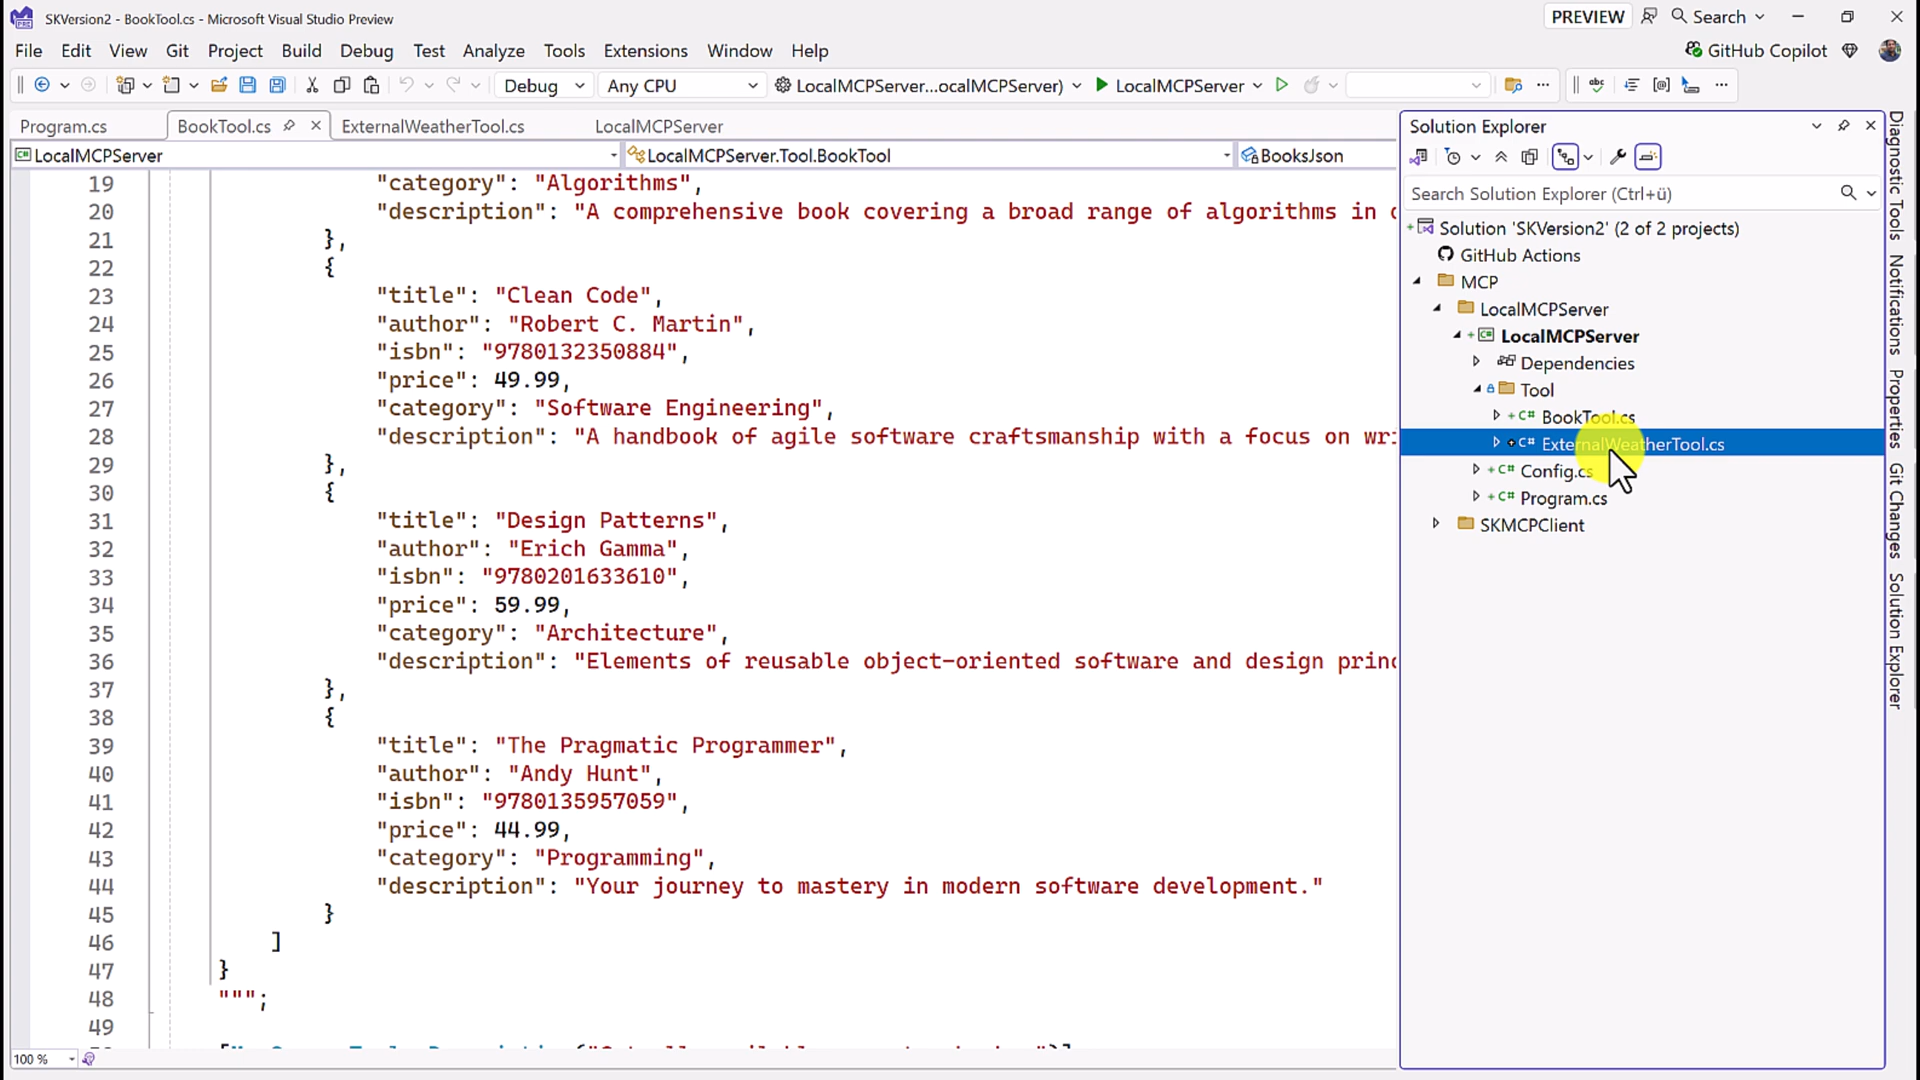 SKVersion2 - BookTool.cs - Microsoft Visual Studio Preview
PREVIEW
Search
File Edit View Git Project Build Debug Test Analyze Tools Extensions Window Help
GitHub Copilot
Debug
Any CPU
LocalMCPServer...ocalMCPServer)
LocalMCPServer
Program.cs
BookTool.cs
ExternalWeatherTool.cs
LocalMCPServer
LocalMCPServer
LocalMCPServer.Tool.BookTool
BooksJson
19 "category": "Algorithms",
20 "description": "A comprehensive book covering a broad range of algorithms in
21 },
22 {
23 "title": "Clean Code",
24 "author": "Robert C. Martin",
25 "isbn": "9780132350884",
26 "price": 49.99,
27 "category": "Software Engineering",
28 "description": "A handbook of agile software craftsmanship with a focus on
29 },
30 {
31 "title": "Design Patterns",
32 "author": "Erich Gamma",
33 "isbn": "9780201633610",
34 "price": 59.99,
35 "category": "Architecture",
36 "description": "Elements of reusable object-oriented software and design
37 },
38 {
39 "title": "The Pragmatic Programmer",
40 "author": "Andy Hunt",
41 "isbn": "9780135957059",
42 "price": 44.99,
43 "category": "Programming",
44 "description": "Your journey to mastery in modern software development."
45 }
46 ]
47 }
48 """;
49
100 %
Solution Explorer
Search Solution Explorer (Ctrl+ü)
Solution 'SKVersion2' (2 of 2 projects)
GitHub Actions
MCP
LocalMCPServer
LocalMCPServer
Dependencies
Tool
BookTool.cs
ExternalWeatherTool.cs
Config.cs
Program.cs
SKMCPClient
Diagnostic Tools
Notifications
Properties
Git Changes
Solution Explorer